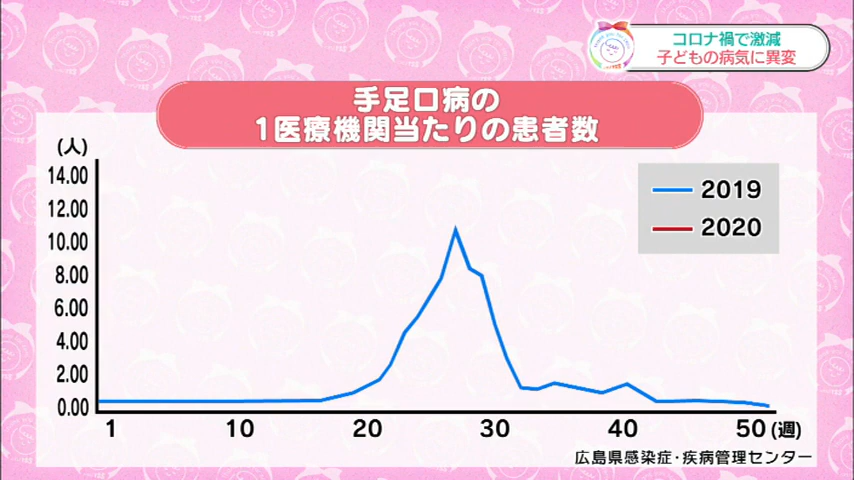 コロナ禍で激減
子どもの病気に異変
手足口病の
1医療機関当たりの患者数
(人)
14.00
12.00
10.00
8.00
6.00
4.00
2.00
0.00
2019
2020
1 10 20 30 40 50 (週)
広島県感染症・疾病管理センター